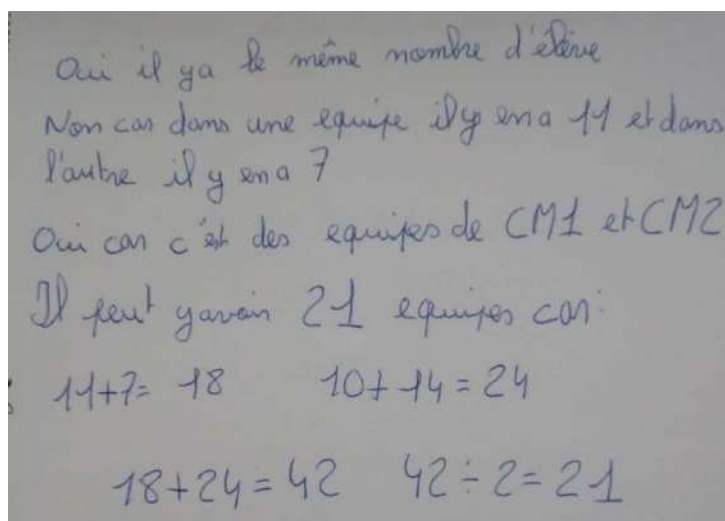 Oui il ya le même nombre d'élève
Non car dans une equipe il y en a 11 et dans
l'autre il y en a 7
Oui car c'est des equipes de CM1 et CM2
Il peut yavoir 21 equipes car:
11+7= 18 10+14=24
18+24=42 42÷2=21